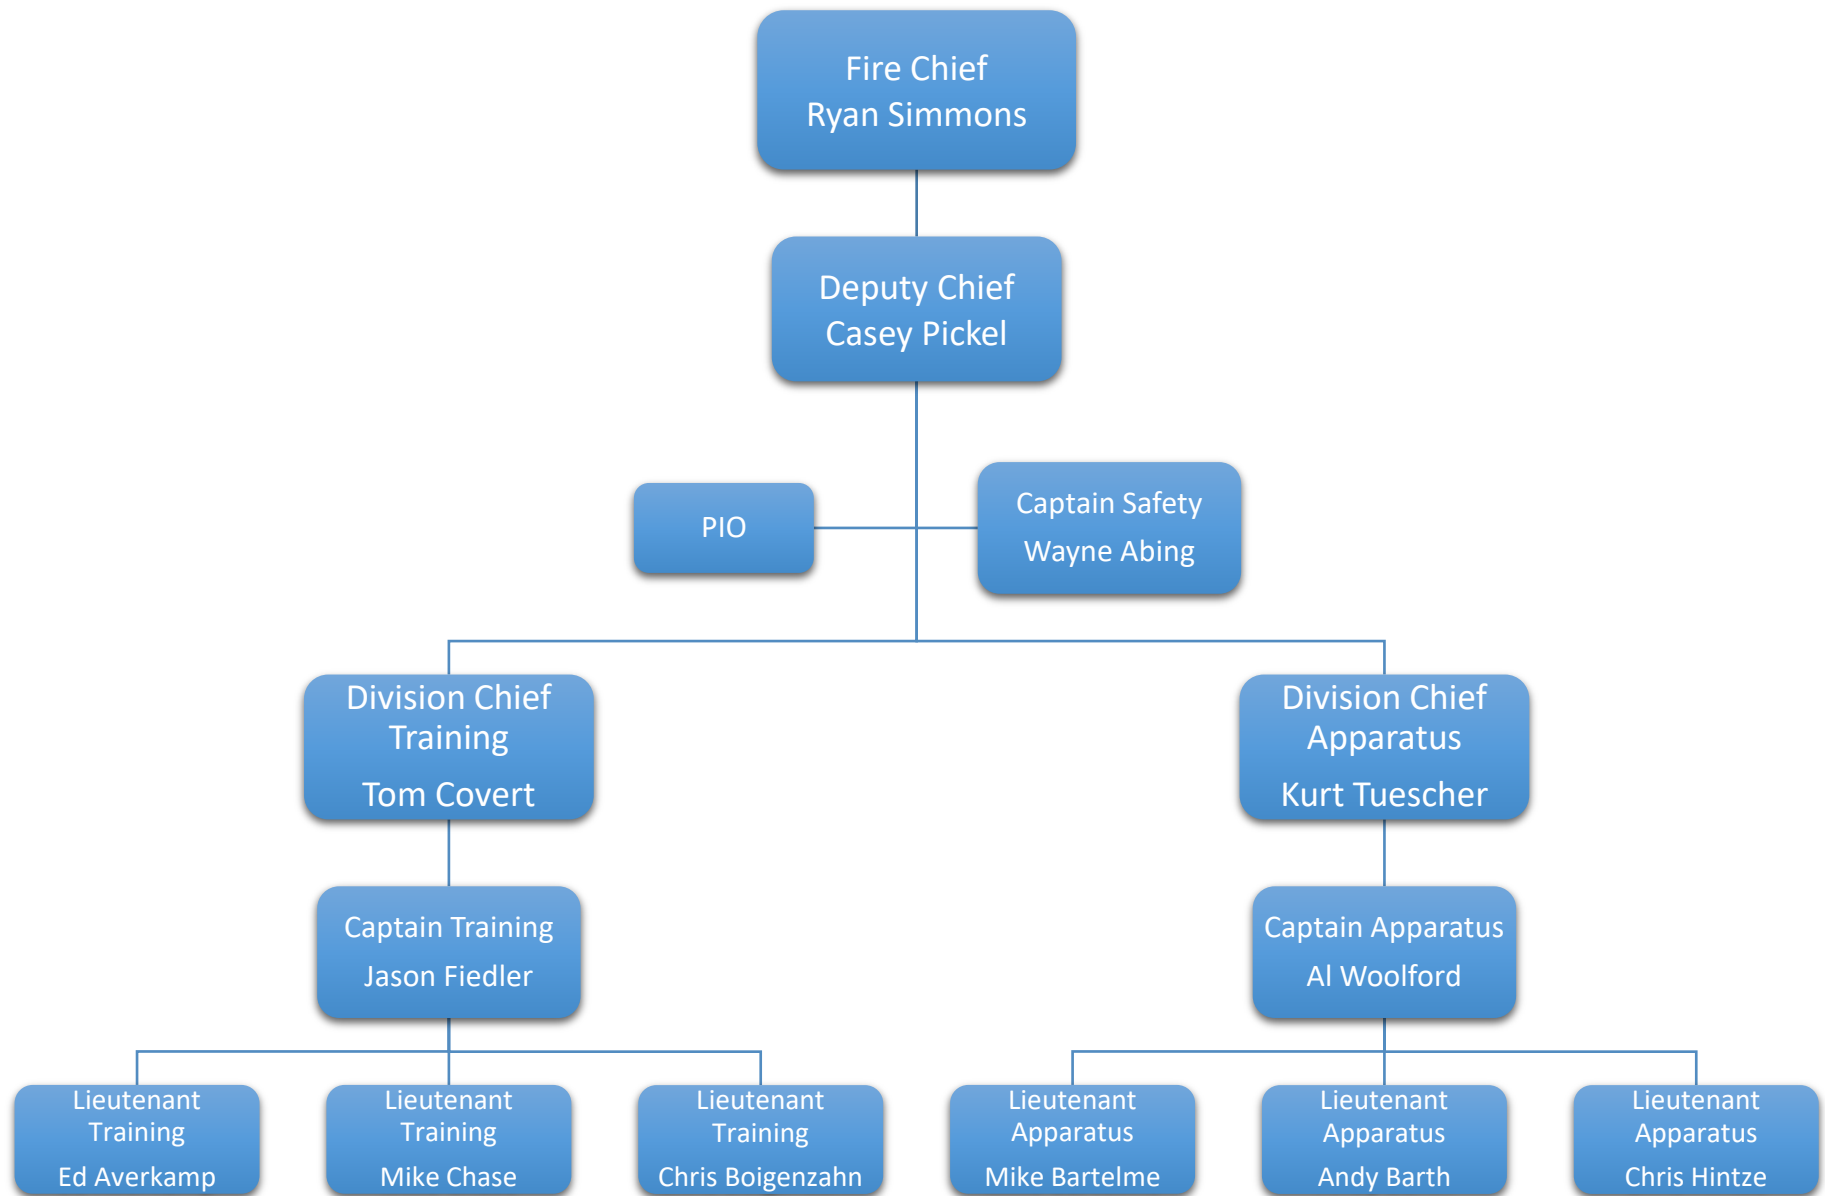 Fire Chief
Ryan Simmons
Deputy Chief
Casey Pickel
PIO
Captain Safety
Wayne Abing
Division Chief
Training
Tom Covert
Division Chief
Apparatus
Kurt Tuescher
Captain Training
Jason Fiedler
Captain Apparatus
Al Woolford
Lieutenant
Training
Ed Averkamp
Lieutenant
Training
Mike Chase
Lieutenant
Training
Chris Boigenzahn
Lieutenant
Apparatus
Mike Bartelme
Lieutenant
Apparatus
Andy Barth
Lieutenant
Apparatus
Chris Hintze